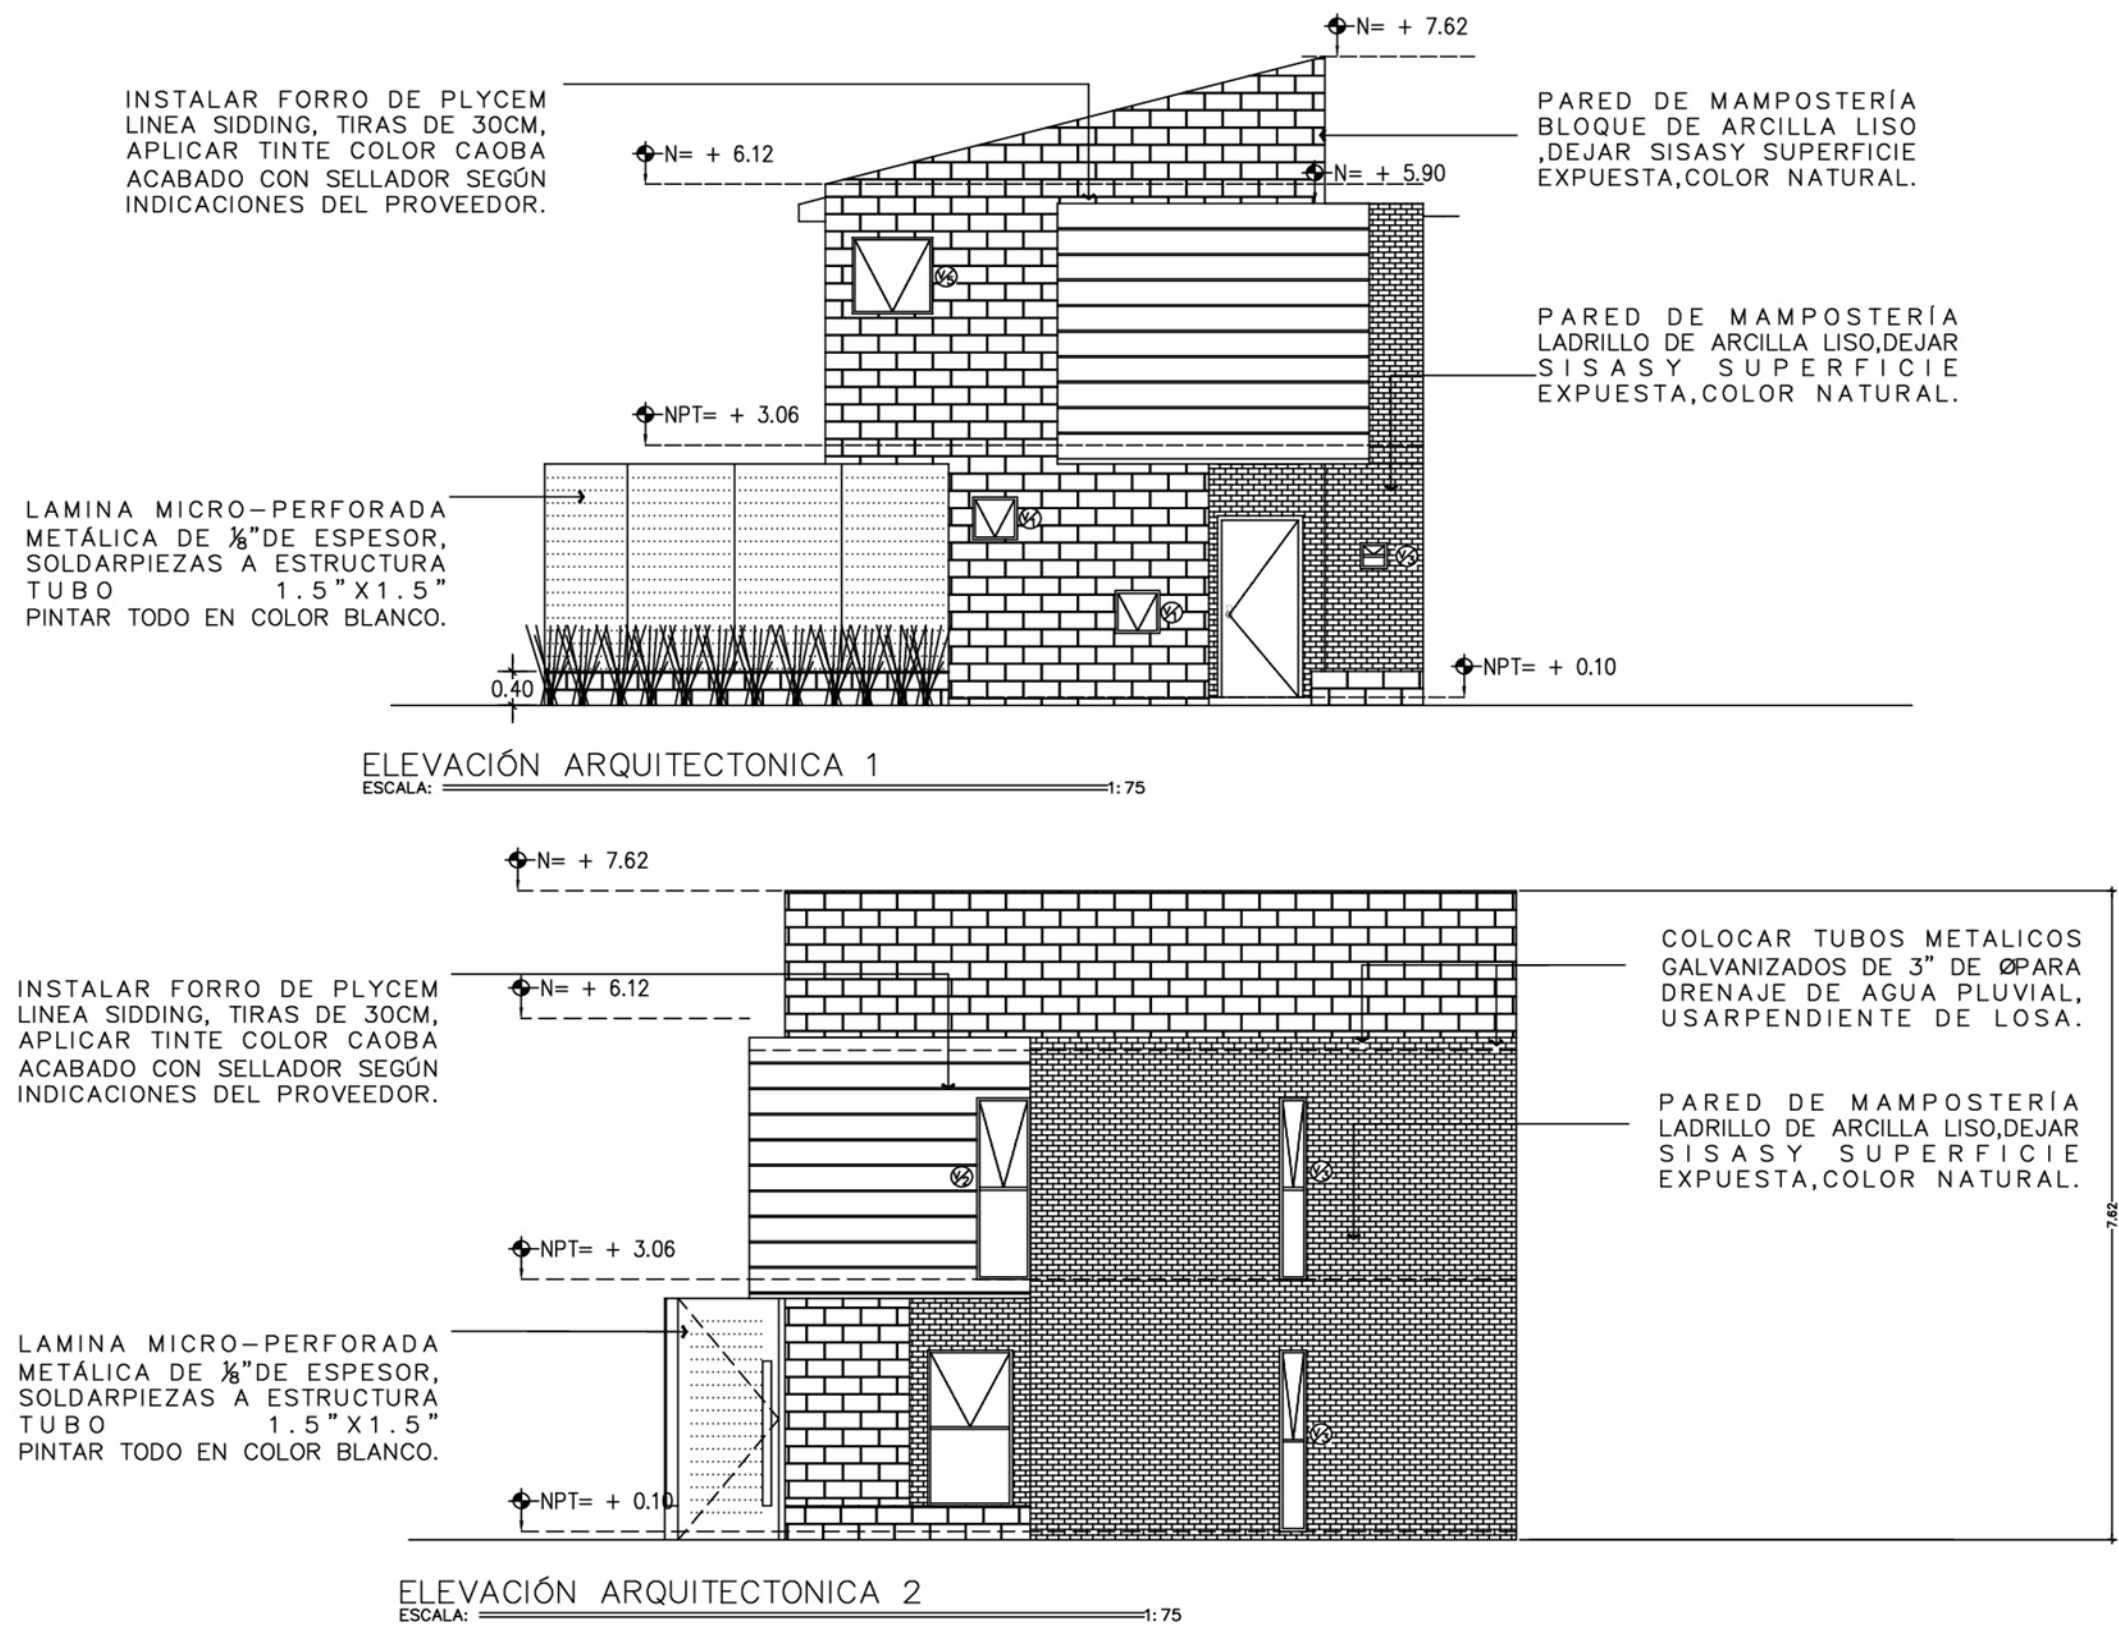 N= + 7.62
INSTALAR FORRO DE PLYCEM
LINEA SIDDING, TIRAS DE 30CM,
APLICAR TINTE COLOR CAOBA
ACABADO CON SELLADOR SEGÚN
INDICACIONES DEL PROVEEDOR.
N= + 6.12
PARED DE MAMPOSTERÍA
BLOQUE DE ARCILLA LISO
,DEJAR SISASY SUPERFICIE
EXPUESTA,COLOR NATURAL.
N= + 5.90
V/5
PARED DE MAMPOSTERÍA
LADRILLO DE ARCILLA LISO,DEJAR
SISASY SUPERFICIE
EXPUESTA,COLOR NATURAL.
NPT= + 3.06
LAMINA MICRO-PERFORADA
METÁLICA DE ⅛"DE ESPESOR,
SOLDARPIEZAS A ESTRUCTURA
TUBO 1.5"X1.5"
PINTAR TODO EN COLOR BLANCO.
V/1
V/3
V/1
NPT= + 0.10
0.40
ELEVACIÓN ARQUITECTONICA 1
ESCALA: 1:75
N= + 7.62
INSTALAR FORRO DE PLYCEM
LINEA SIDDING, TIRAS DE 30CM,
APLICAR TINTE COLOR CAOBA
ACABADO CON SELLADOR SEGÚN
INDICACIONES DEL PROVEEDOR.
N= + 6.12
COLOCAR TUBOS METALICOS
GALVANIZADOS DE 3" DE ØPARA
DRENAJE DE AGUA PLUVIAL,
USARPENDIENTE DE LOSA.
PARED DE MAMPOSTERÍA
LADRILLO DE ARCILLA LISO,DEJAR
SISASY SUPERFICIE
EXPUESTA,COLOR NATURAL.
V/2
V/3
7.62
NPT= + 3.06
LAMINA MICRO-PERFORADA
METÁLICA DE ⅛"DE ESPESOR,
SOLDARPIEZAS A ESTRUCTURA
TUBO 1.5"X1.5"
PINTAR TODO EN COLOR BLANCO.
V/3
NPT= + 0.10
ELEVACIÓN ARQUITECTONICA 2
ESCALA: 1:75